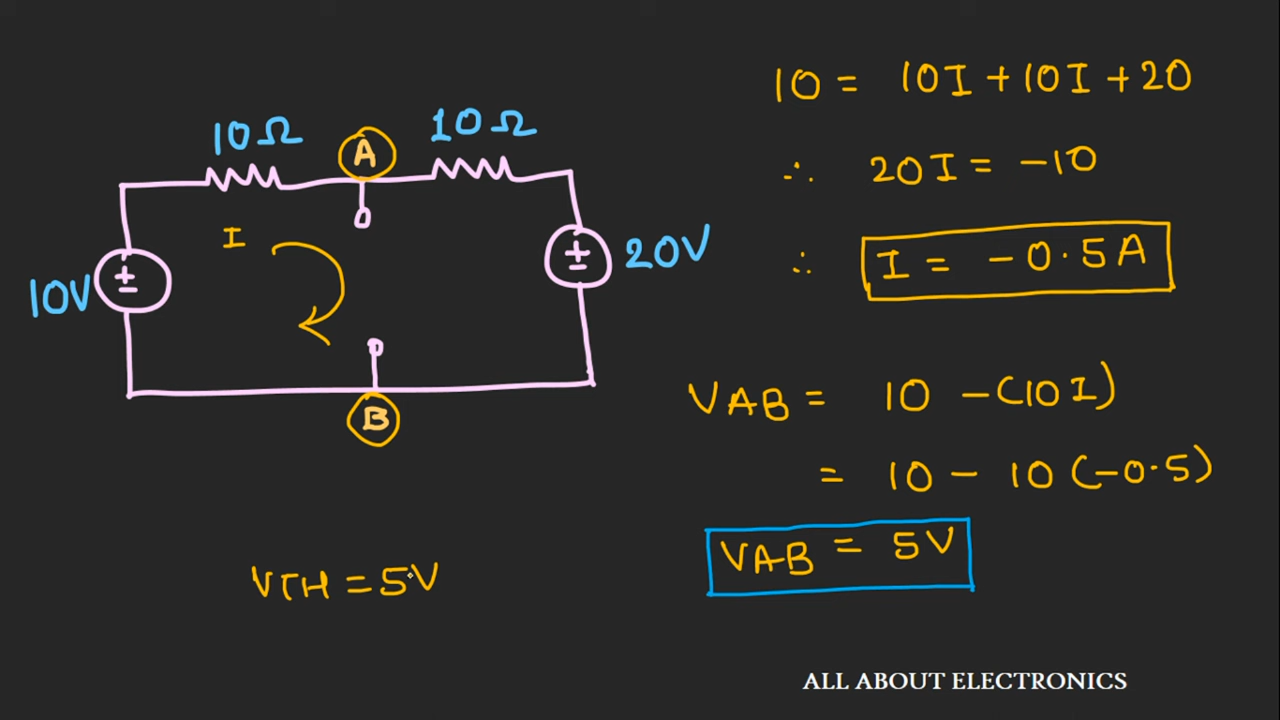 10Ω
A
10Ω
I
10V
±
±
20V
B
VTH = 5V
10 = 10I + 10I + 20
∴ 20I = -10
∴ I = -0.5A
VAB = 10 - (10I)
= 10 - 10(-0.5)
VAB = 5V
ALL ABOUT ELECTRONICS